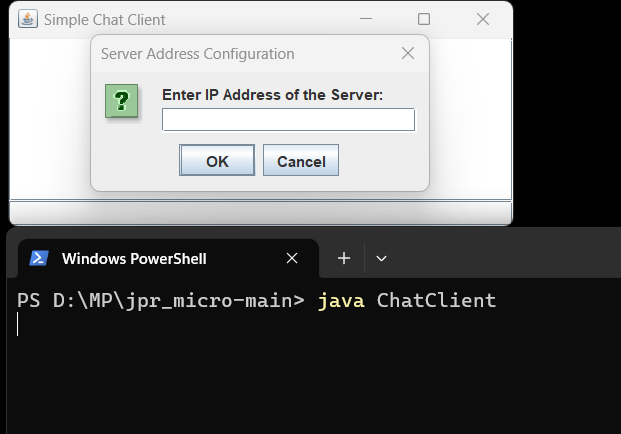 Simple Chat Client
Server Address Configuration
?
Enter IP Address of the Server:
OK Cancel
Windows PowerShell
PS D:\MP\jpr_micro-main> java ChatClient